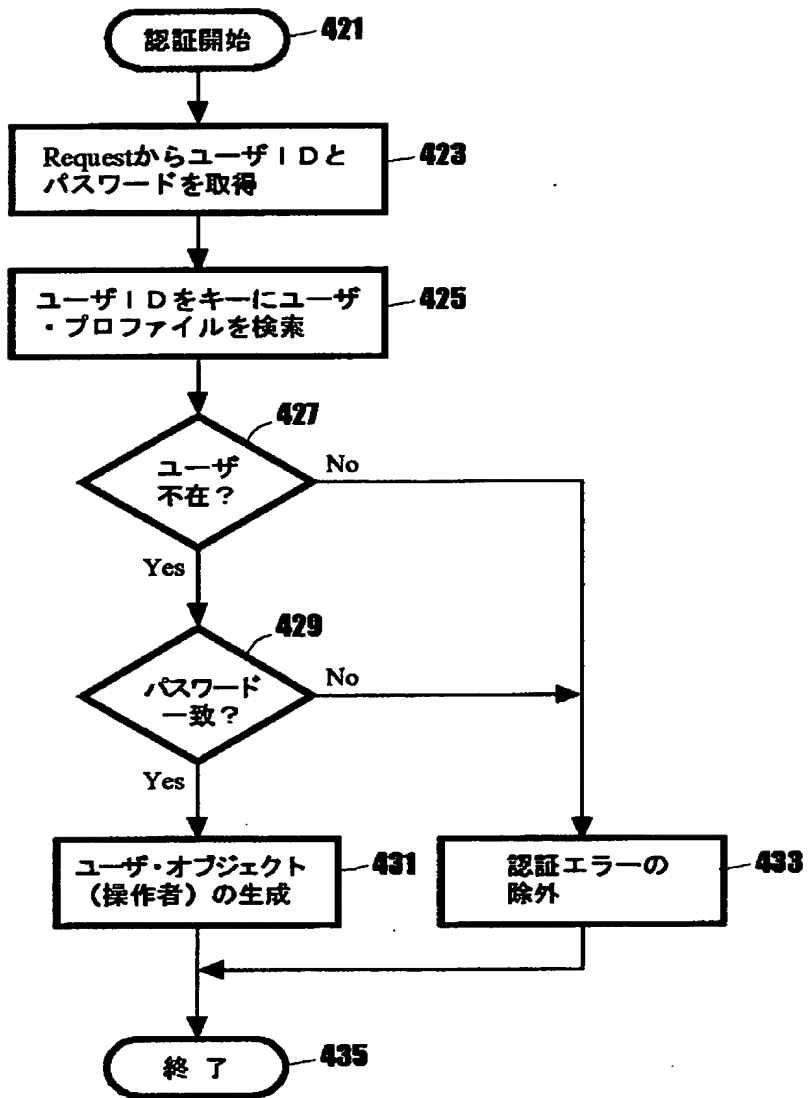 認証開始
421
Requestからユーザ ID と
パスワードを取得
423
ユーザ ID をキーにユーザ
・プロファイルを検索
425
427
ユーザ
不在?
No
Yes
429
パスワード
一致?
No
Yes
ユーザ・オブジェクト
(操作者)の生成
431
認証エラーの
除外
433
終了
435